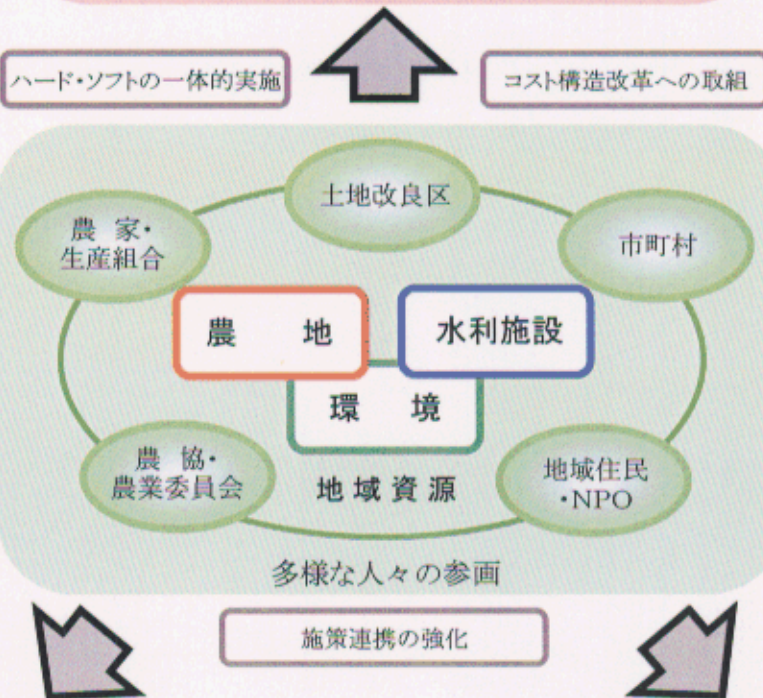 ハード・ソフトの一体的実施
コスト構造改革への取組
土地改良区
農 家・
生産組合
市町村
農 地
水利施設
環 境
農 協・
農業委員会
地域資源
地域住民
・NPO
多様な人々の参画
施策連携の強化